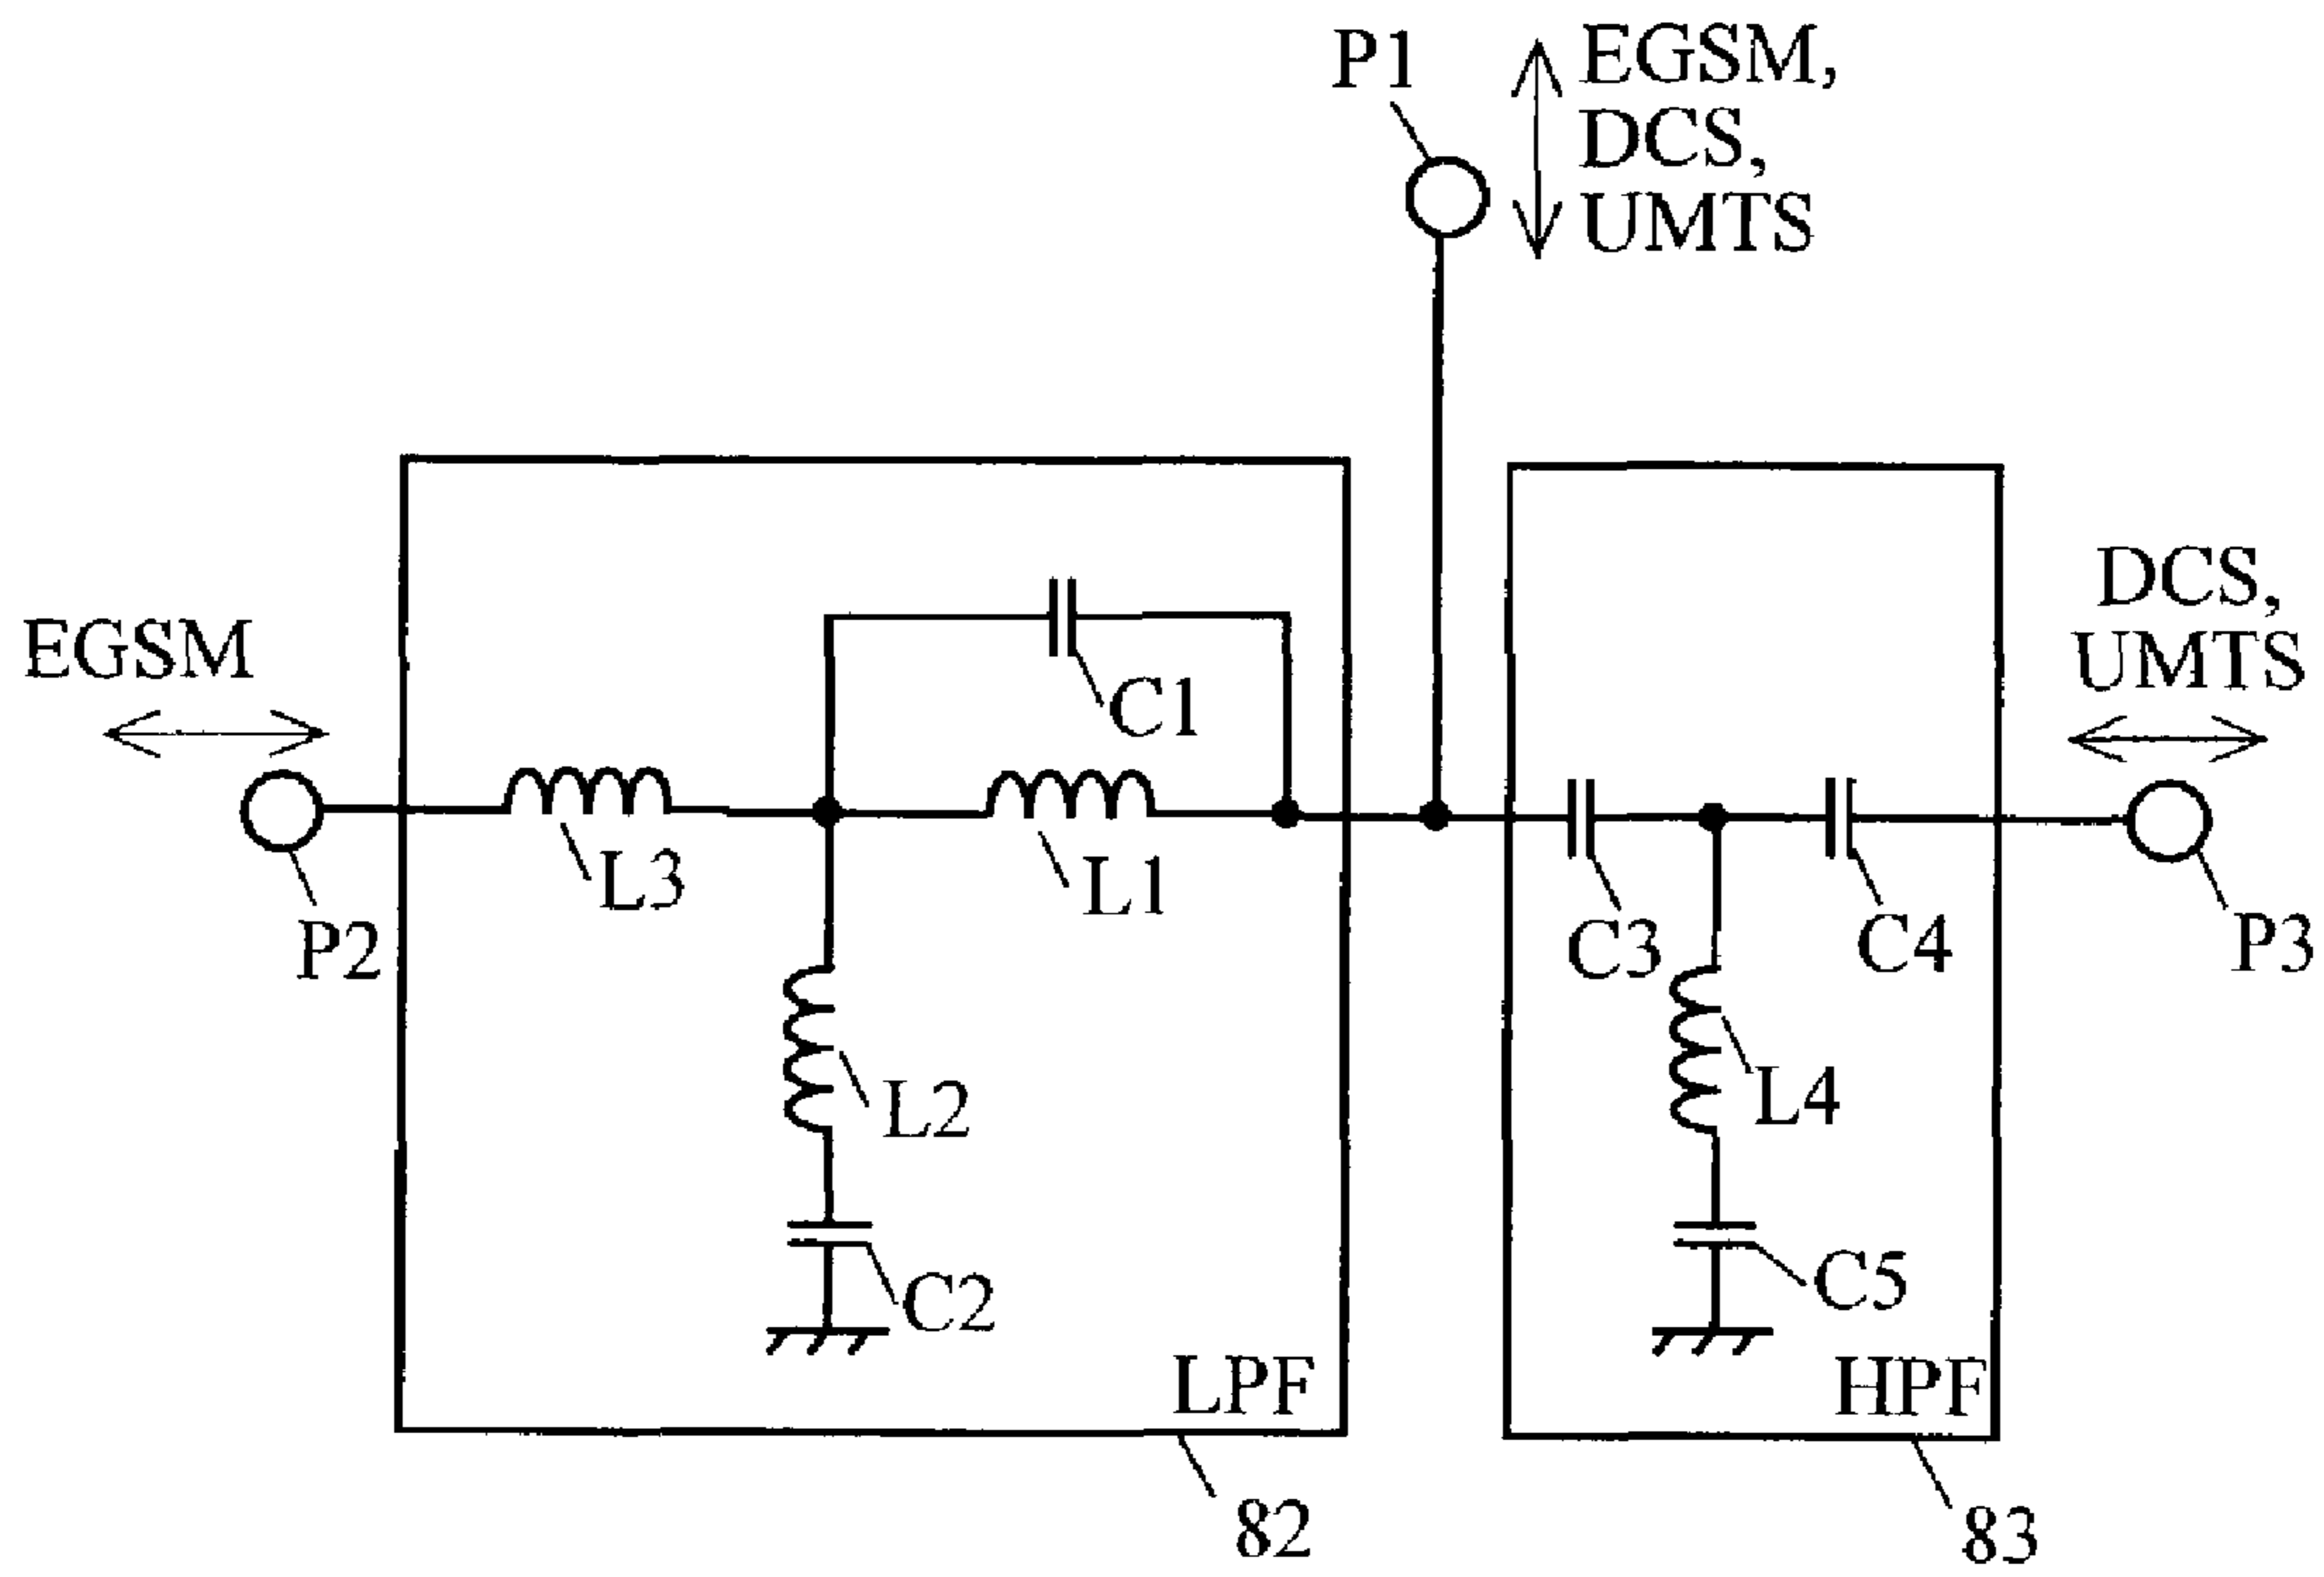 P1
EGSM,
DCS,
UMTS
EGSM
DCS,
UMTS
C1
L3
L1
P2
C3
C4
P3
L2
L4
C2
C5
LPF
HPF
82
83